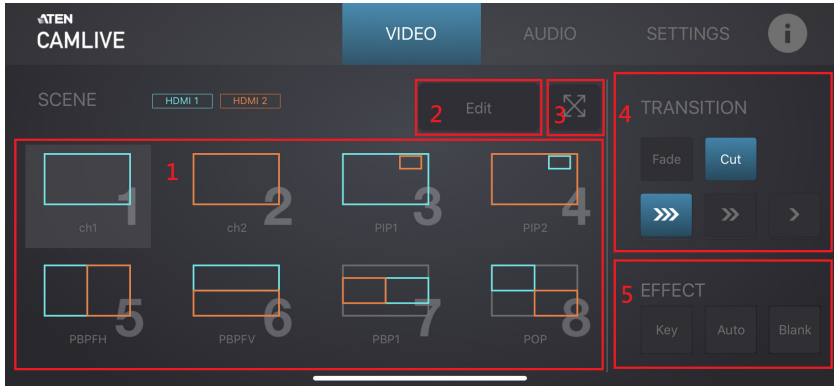 ATEN
CAMLIVE
VIDEO
AUDIO
SETTINGS
i
SCENE
HDMI 1
HDMI 2
2
Edit
3
4
TRANSITION
Fade
Cut
1
1
ch1
2
ch2
3
PIP1
4
PIP2
5
PBPFH
6
PBPFV
7
PBP1
8
POP
5
EFFECT
Key
Auto
Blank